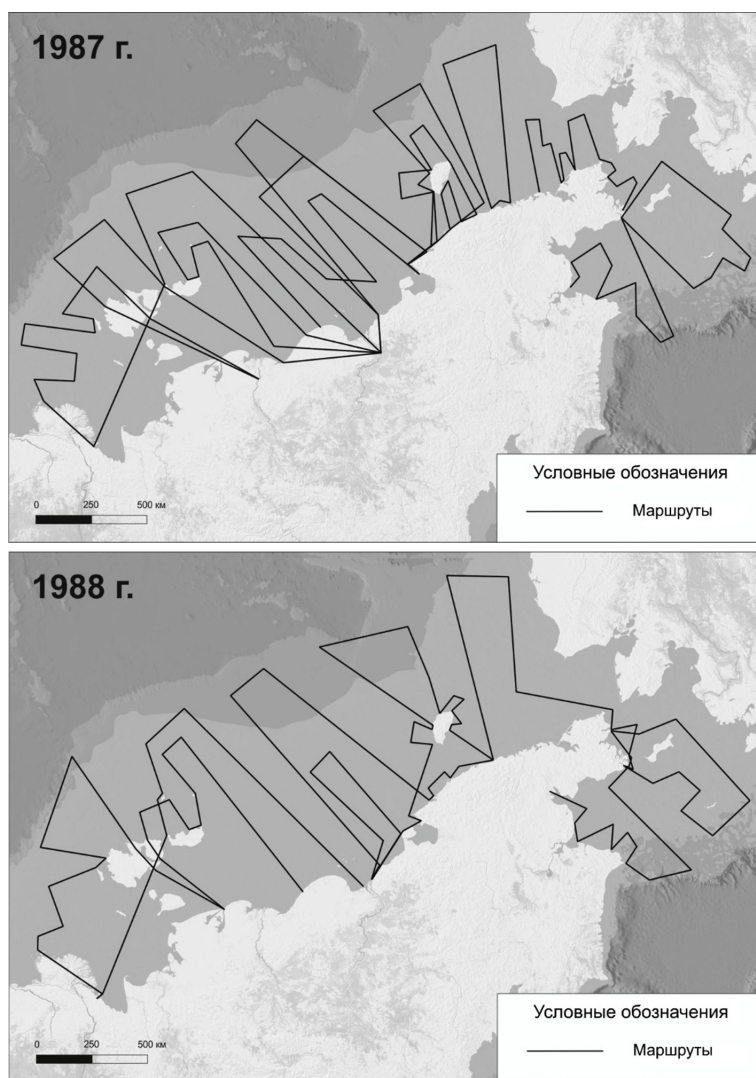 1987 г.
Условные обозначения
Маршруты
0 250 500 км
1988 г.
Условные обозначения
Маршруты
0 250 500 км